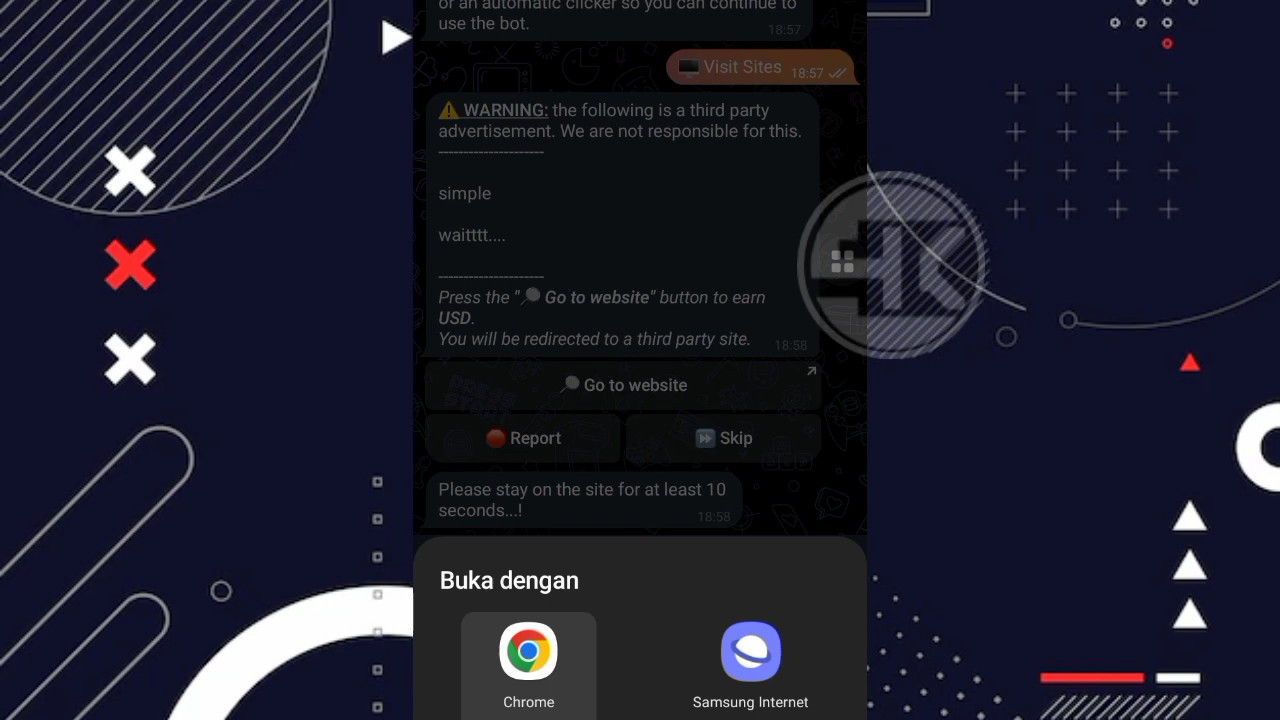 or an automatic clicker so you can continue to
use the bot.
18:57
🖥️ Visit Sites 18:57
⚠️ WARNING: the following is a third party
advertisement. We are not responsible for this.
----------------------
simple
waitttt....
----------------------
Press the "🔎 Go to website" button to earn
USD.
You will be redirected to a third party site.
18:58
🔎 Go to website
🛑 Report
⏩ Skip
Please stay on the site for at least 10
seconds...!
18:58
Buka dengan
Chrome
Samsung Internet